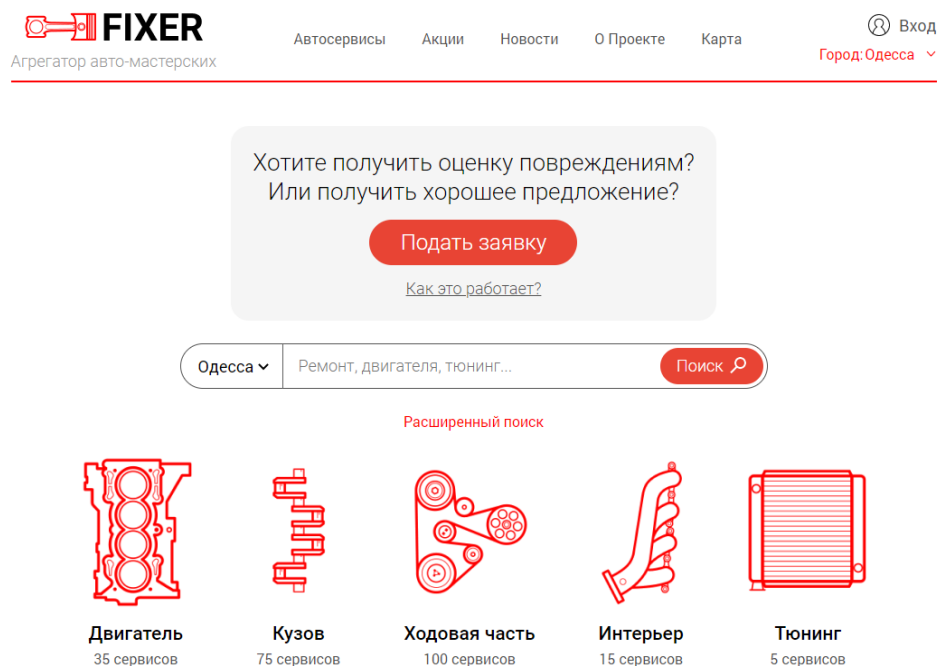 FIXER
Агрегатор авто-мастерских
Автосервисы
Акции
Новости
О Проекте
Карта
Вход
Город:Одесса
Хотите получить оценку повреждениям?
Или получить хорошее предложение?
Подать заявку
Как это работает?
Одесса
Ремонт, двигателя, тюнинг...
Поиск
Расширенный поиск
Двигатель
35 сервисов
Кузов
75 сервисов
Ходовая часть
100 сервисов
Интерьер
15 сервисов
Тюнинг
5 сервисов